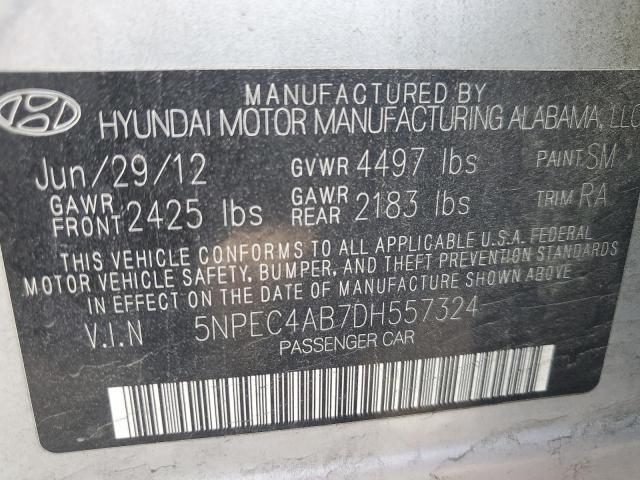 MANUFACTURED BY
HYUNDAI MOTOR MANUFACTURING ALABAMA, LLC
Jun/29/12 GVWR 4497 lbs PAINT SM
GAWR FRONT 2425 lbs GAWR REAR 2183 lbs TRIM RA
THIS VEHICLE CONFORMS TO ALL APPLICABLE U.S.A. FEDERAL
MOTOR VEHICLE SAFETY, BUMPER, AND THEFT PREVENTION STANDARDS
IN EFFECT ON THE DATE OF MANUFACTURE SHOWN ABOVE
V.I.N 5NPEC4AB7DH557324
PASSENGER CAR